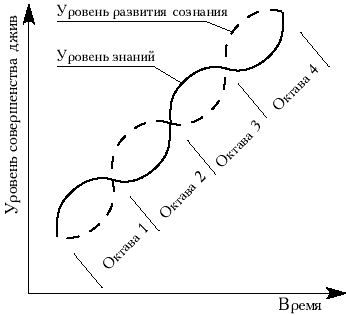 Уровень развития сознания
Уровень знаний
Уровень совершенства джив
Октава 1
Октава 2
Октава 3
Октава 4
Время